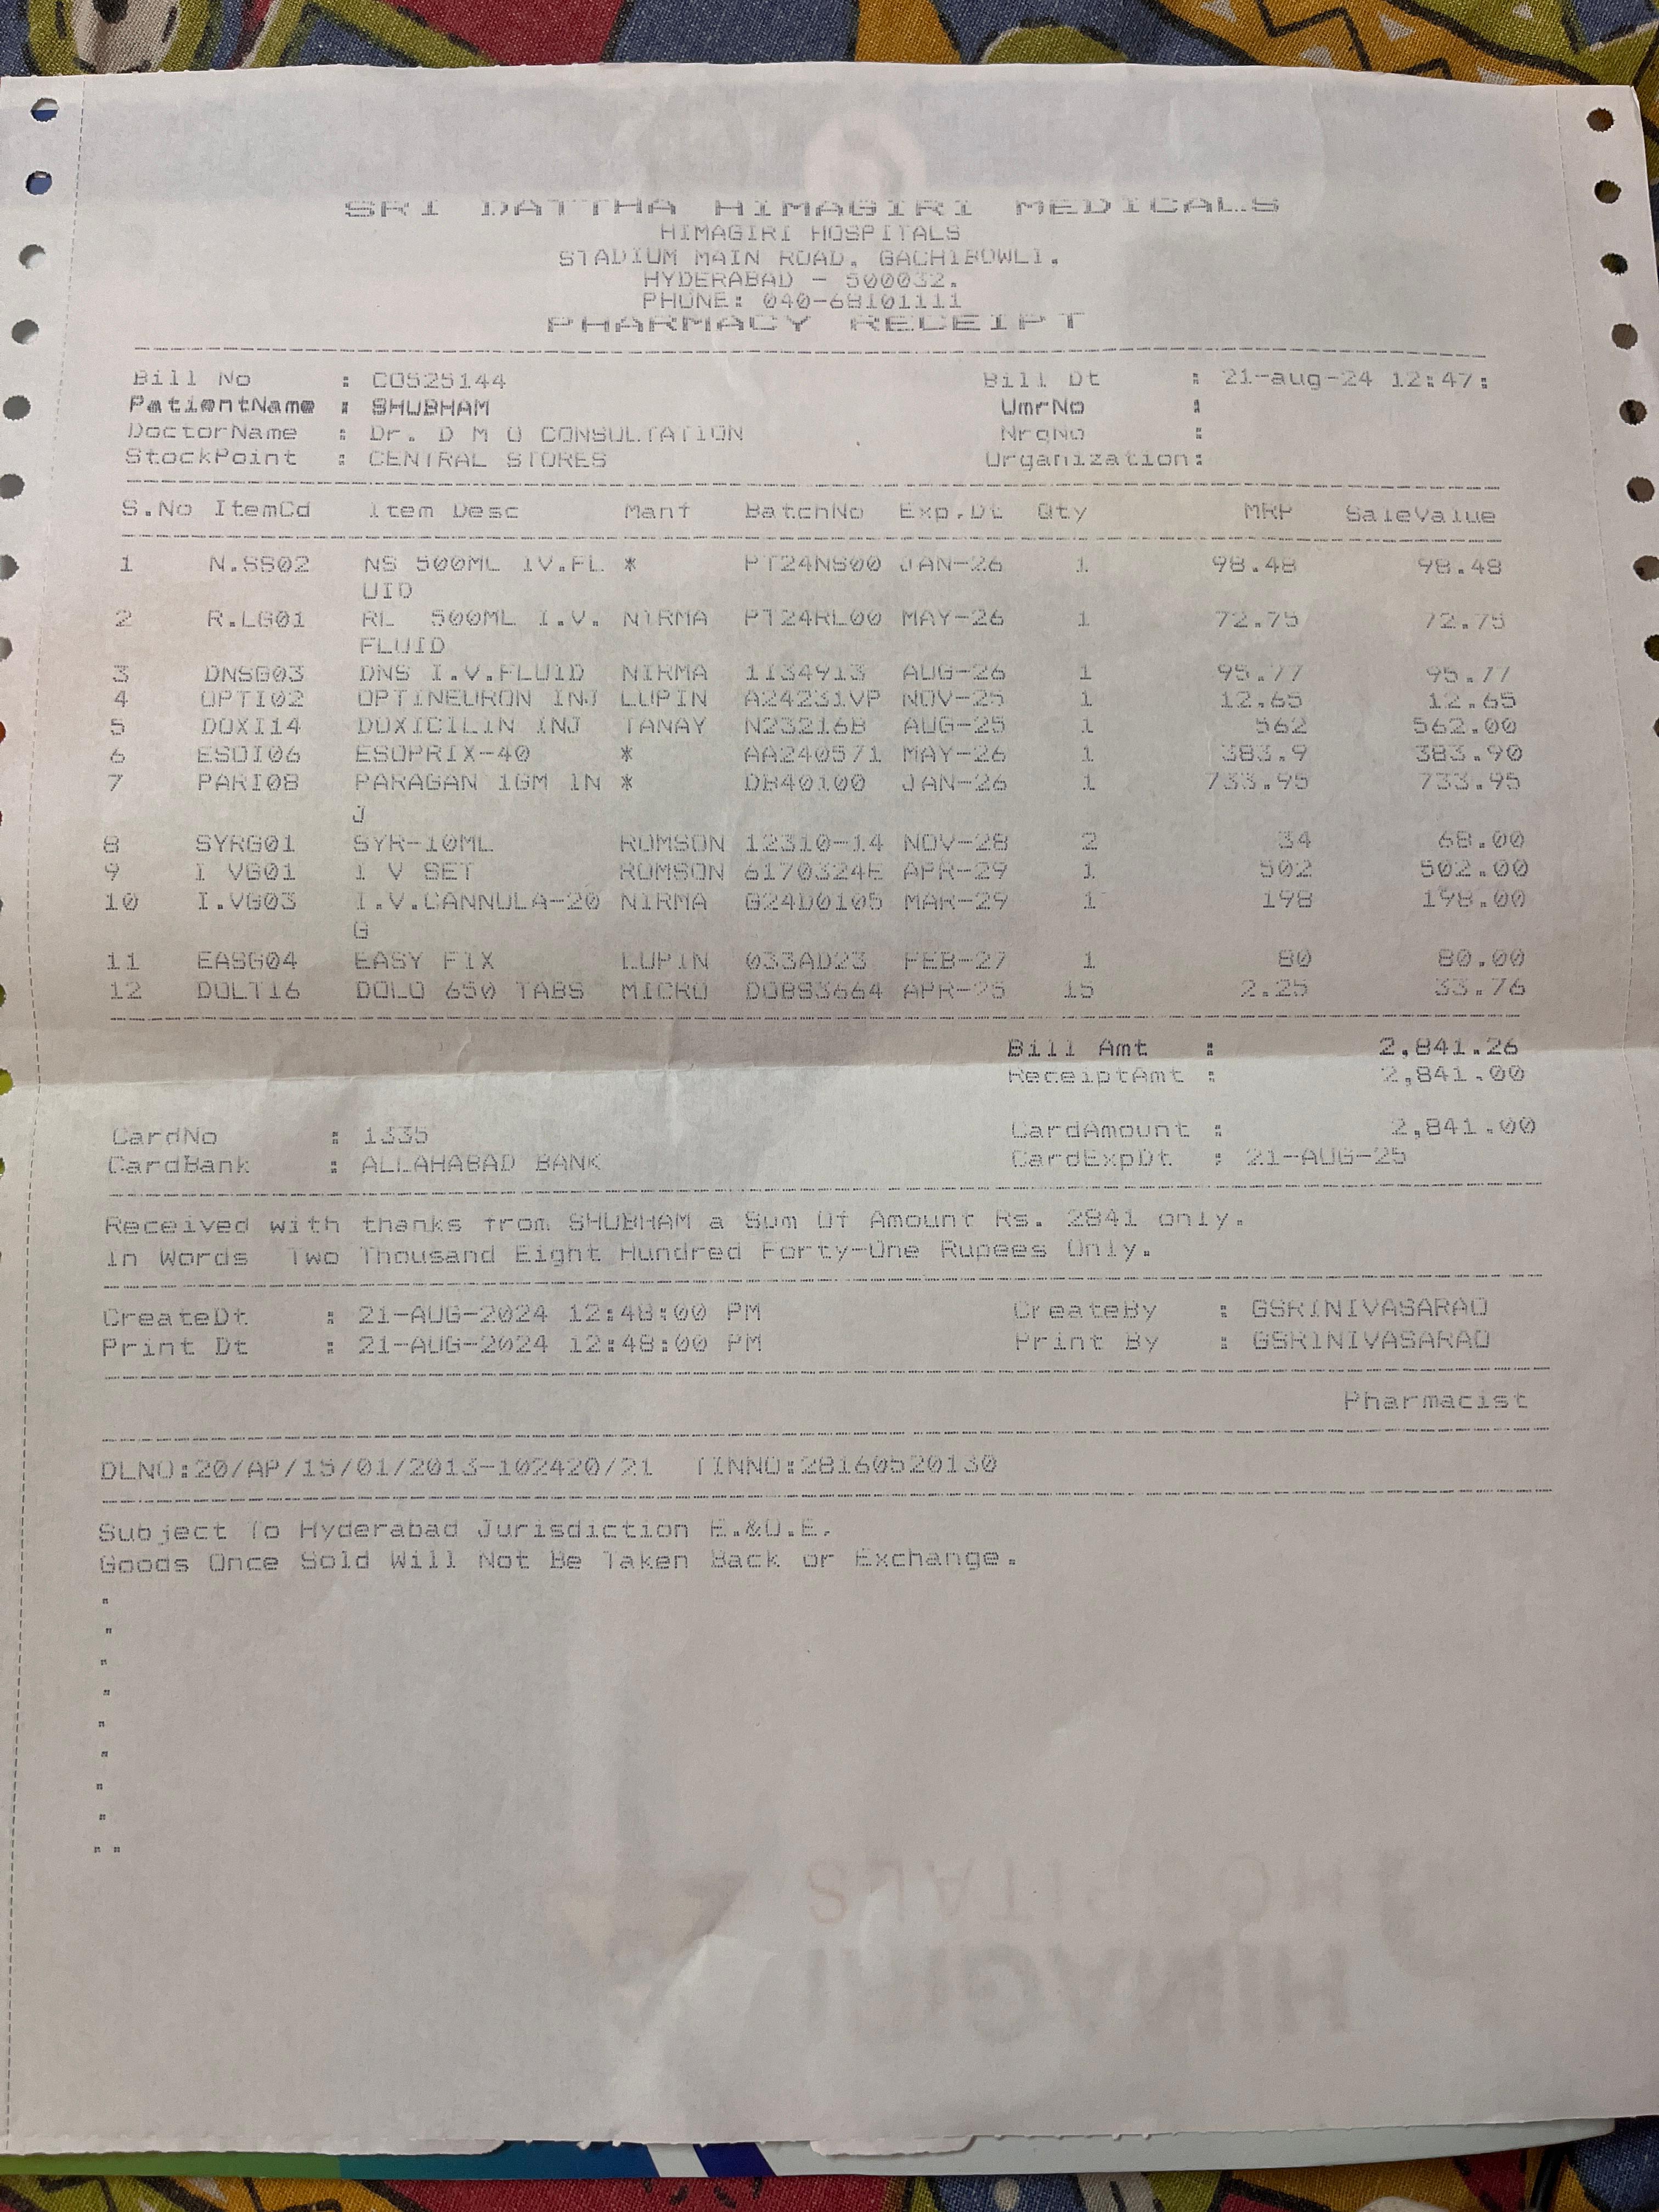 SRI DATTHA HIMAGIRI MEDICALS
HIMAGIRI HOSPITALS
STADIUM MAIN ROAD, GACHIBOWLI,
HYDERABAD - 500032.
PHONE: 040-68101111
PHARMACY RECEIPT
Bill No : CO525144 Bill Dt : 21-aug-24 12:47:
PatientName : SHUBHAM UmrNo :
DoctorName : Dr. D M O CONSULTATION NrqNo :
StockPoint : CENTRAL STORES Organization:
S.No ItemCd Item Desc Manf BatchNo Exp.Dt Qty MRP SaleValue
1 N.SS02 NS 500ML IV.FL * PT24NS00 JAN-26 1 98.48 98.48
UID
2 R.LG01 RL 500ML I.V. NIRMA PT24RL00 MAY-26 1 72.75 72.75
FLUID
3 DNSG03 DNS I.V.FLUID NIRMA 1134913 AUG-26 1 95.77 95.77
4 OPTI02 OPTINEURON INJ LUPIN A24231VP NOV-25 1 12.65 12.65
5 DOXI14 DOXICILIN INJ TANAY N23216B AUG-25 1 562 562.00
6 ESOI06 ESOPRIX-40 * AA240571 MAY-26 1 383.9 383.90
7 PARI08 PARAGAN 1GM IN * DB40100 JAN-26 1 733.95 733.95
J
8 SYRG01 SYR-10ML ROMSON 12310-14 NOV-28 2 34 68.00
9 I VG01 I V SET ROMSON 6170324E APR-29 1 502 502.00
10 I.VG03 I.V.CANNULA-20 NIRMA G24D0105 MAR-29 1 198 198.00
G
11 EASG04 EASY FIX LUPIN 033AD23 FEB-27 1 80 80.00
12 DOLT16 DOLO 650 TABS MICRO DOBS3664 APR-25 15 2.25 33.76
Bill Amt : 2,841.26
ReceiptAmt : 2,841.00
CardNo : 1335 CardAmount : 2,841.00
CardBank : ALLAHABAD BANK CardExpDt : 21-AUG-25
Received with thanks from SHUBHAM a Sum Of Amount Rs. 2841 only.
In Words Two Thousand Eight Hundred Forty-One Rupees Only.
CreateDt : 21-AUG-2024 12:48:00 PM CreateBy : GSRINIVASARAO
Print Dt : 21-AUG-2024 12:48:00 PM Print By : GSRINIVASARAO
Pharmacist
DLNO:20/AP/15/01/2013-102420/21 TINNO:28160520130
Subject To Hyderabad Jurisdiction E.&O.E.
Goods Once Sold Will Not Be Taken Back or Exchange.
HOSPITALS
HIMAGIRI